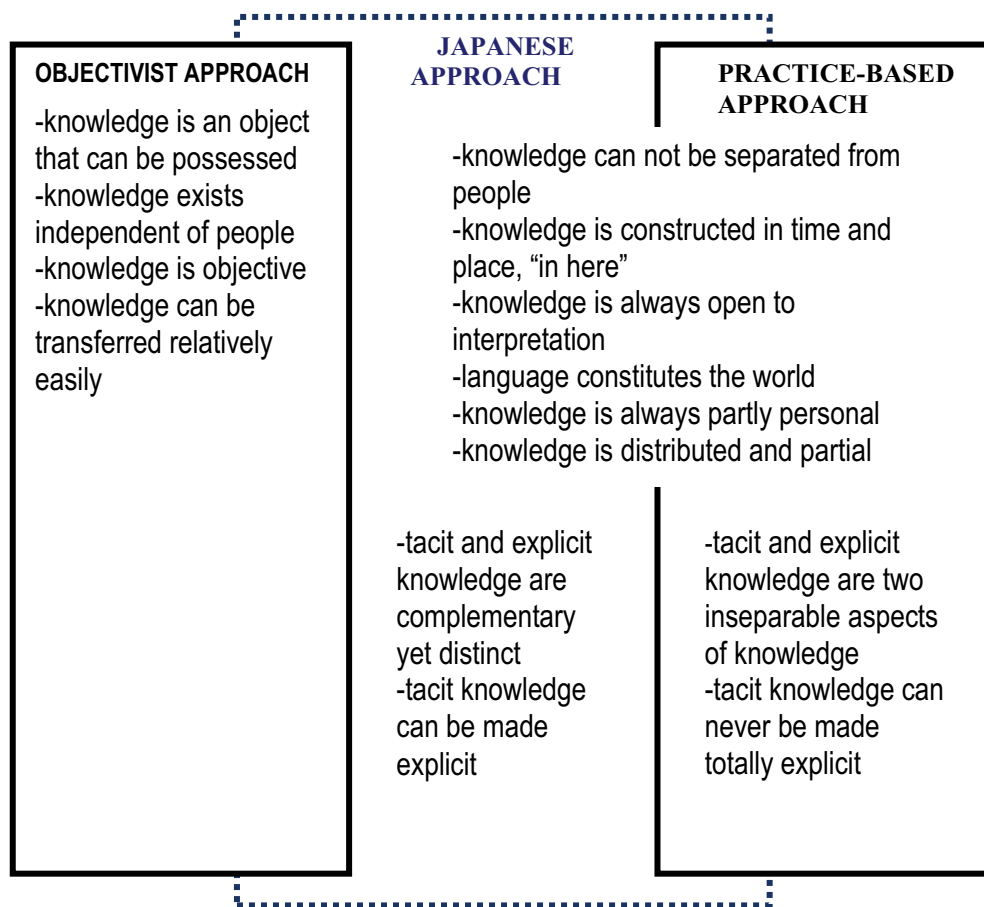 OBJECTIVIST APPROACH
-knowledge is an object
that can be possessed
-knowledge exists
independent of people
-knowledge is objective
-knowledge can be
transferred relatively
easily
JAPANESE
APPROACH
PRACTICE-BASED
APPROACH
-knowledge can not be separated from
people
-knowledge is constructed in time and
place, “in here”
-knowledge is always open to
interpretation
-language constitutes the world
-knowledge is always partly personal
-knowledge is distributed and partial
-tacit and explicit
knowledge are
complementary
yet distinct
-tacit knowledge
can be made
explicit
-tacit and explicit
knowledge are two
inseparable aspects
of knowledge
-tacit knowledge can
never be made
totally explicit